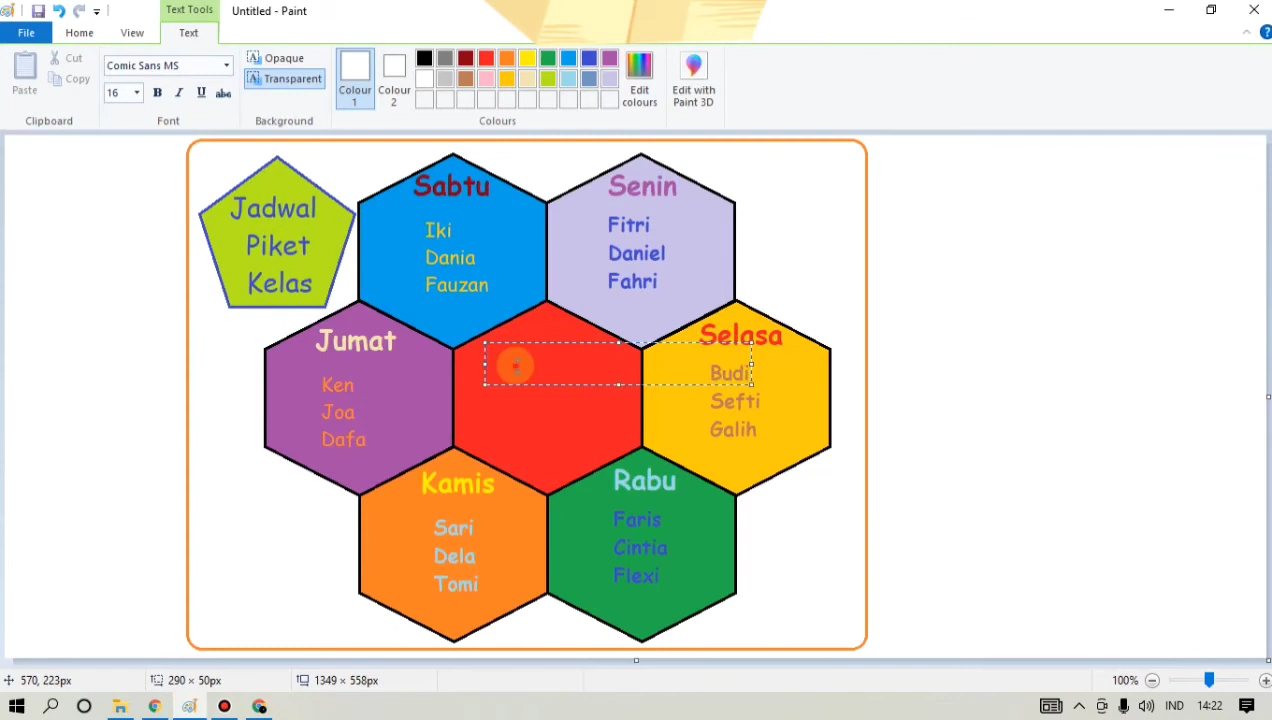 Text Tools
Untitled - Paint
File
Home
View
Text
Paste
Cut
Copy
Clipboard
Comic Sans MS
16
B I U abc
Font
Opaque
Transparent
Background
Colour 1
Colour 2
Edit colours
Colours
Edit with Paint 3D
Jadwal
Piket
Kelas
Sabtu
Iki
Dania
Fauzan
Senin
Fitri
Daniel
Fahri
Jumat
Ken
Joa
Dafa
Selasa
Budi
Sefti
Galih
Kamis
Sari
Dela
Tomi
Rabu
Faris
Cintia
Flexi
570, 223px
290 × 50px
1349 × 558px
100%
IND
14:22